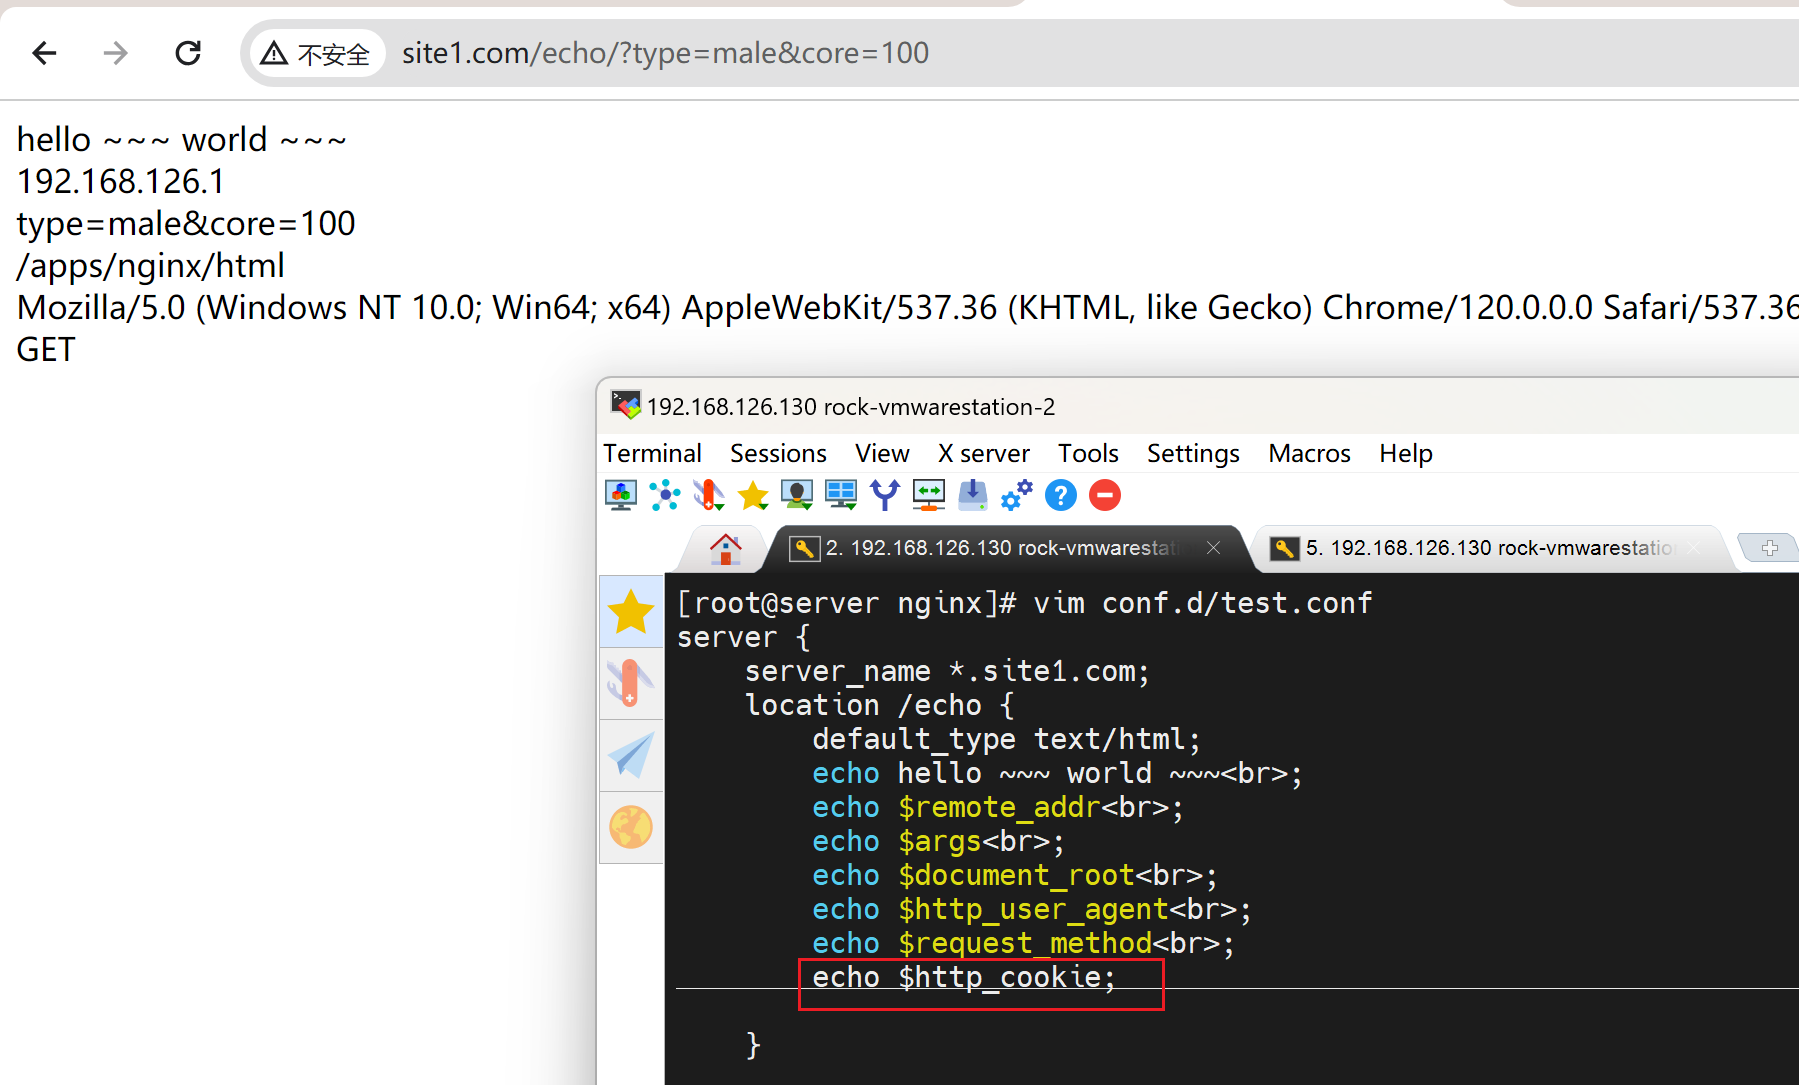 不安全 site1.com/echo/?type=male&core=100
hello ~~~ world ~~~
192.168.126.1
type=male&core=100
/apps/nginx/html
Mozilla/5.0 (Windows NT 10.0; Win64; x64) AppleWebKit/537.36 (KHTML, like Gecko) Chrome/120.0.0.0 Safari/537.36
GET
192.168.126.130 rock-vmwarestation-2
Terminal Sessions View X server Tools Settings Macros Help
2. 192.168.126.130 rock-vmwarestati 5. 192.168.126.130 rock-vmwarestatio
[root@server nginx]# vim conf.d/test.conf
server {
    server_name *.site1.com;
    location /echo {
        default_type text/html;
        echo hello ~~~ world ~~~<br>;
        echo $remote_addr<br>;
        echo $args<br>;
        echo $document_root<br>;
        echo $http_user_agent<br>;
        echo $request_method<br>;
        echo $http_cookie;
    }